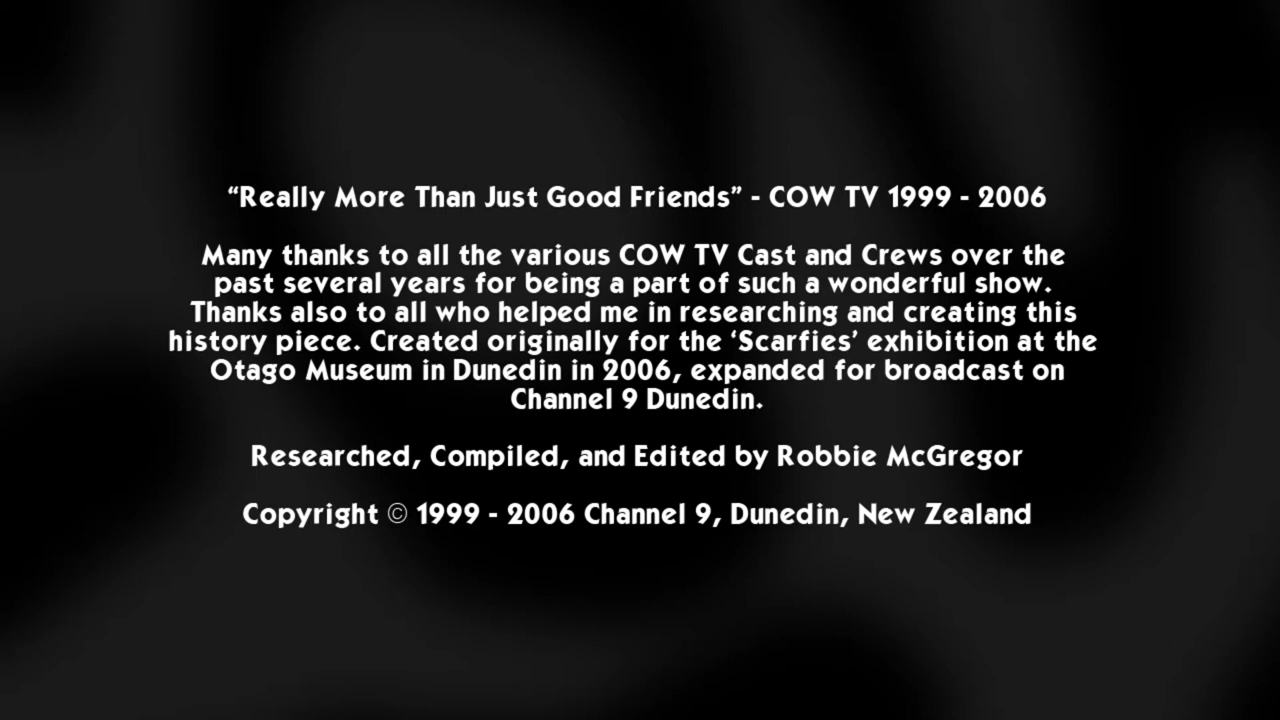 “Really More Than Just Good Friends” - COW TV 1999 - 2006
Many thanks to all the various COW TV Cast and Crews over the
past several years for being a part of such a wonderful show.
Thanks also to all who helped me in researching and creating this
history piece. Created originally for the ‘Scarfies’ exhibition at the
Otago Museum in Dunedin in 2006, expanded for broadcast on
Channel 9 Dunedin.
Researched, Compiled, and Edited by Robbie McGregor
Copyright © 1999 - 2006 Channel 9, Dunedin, New Zealand